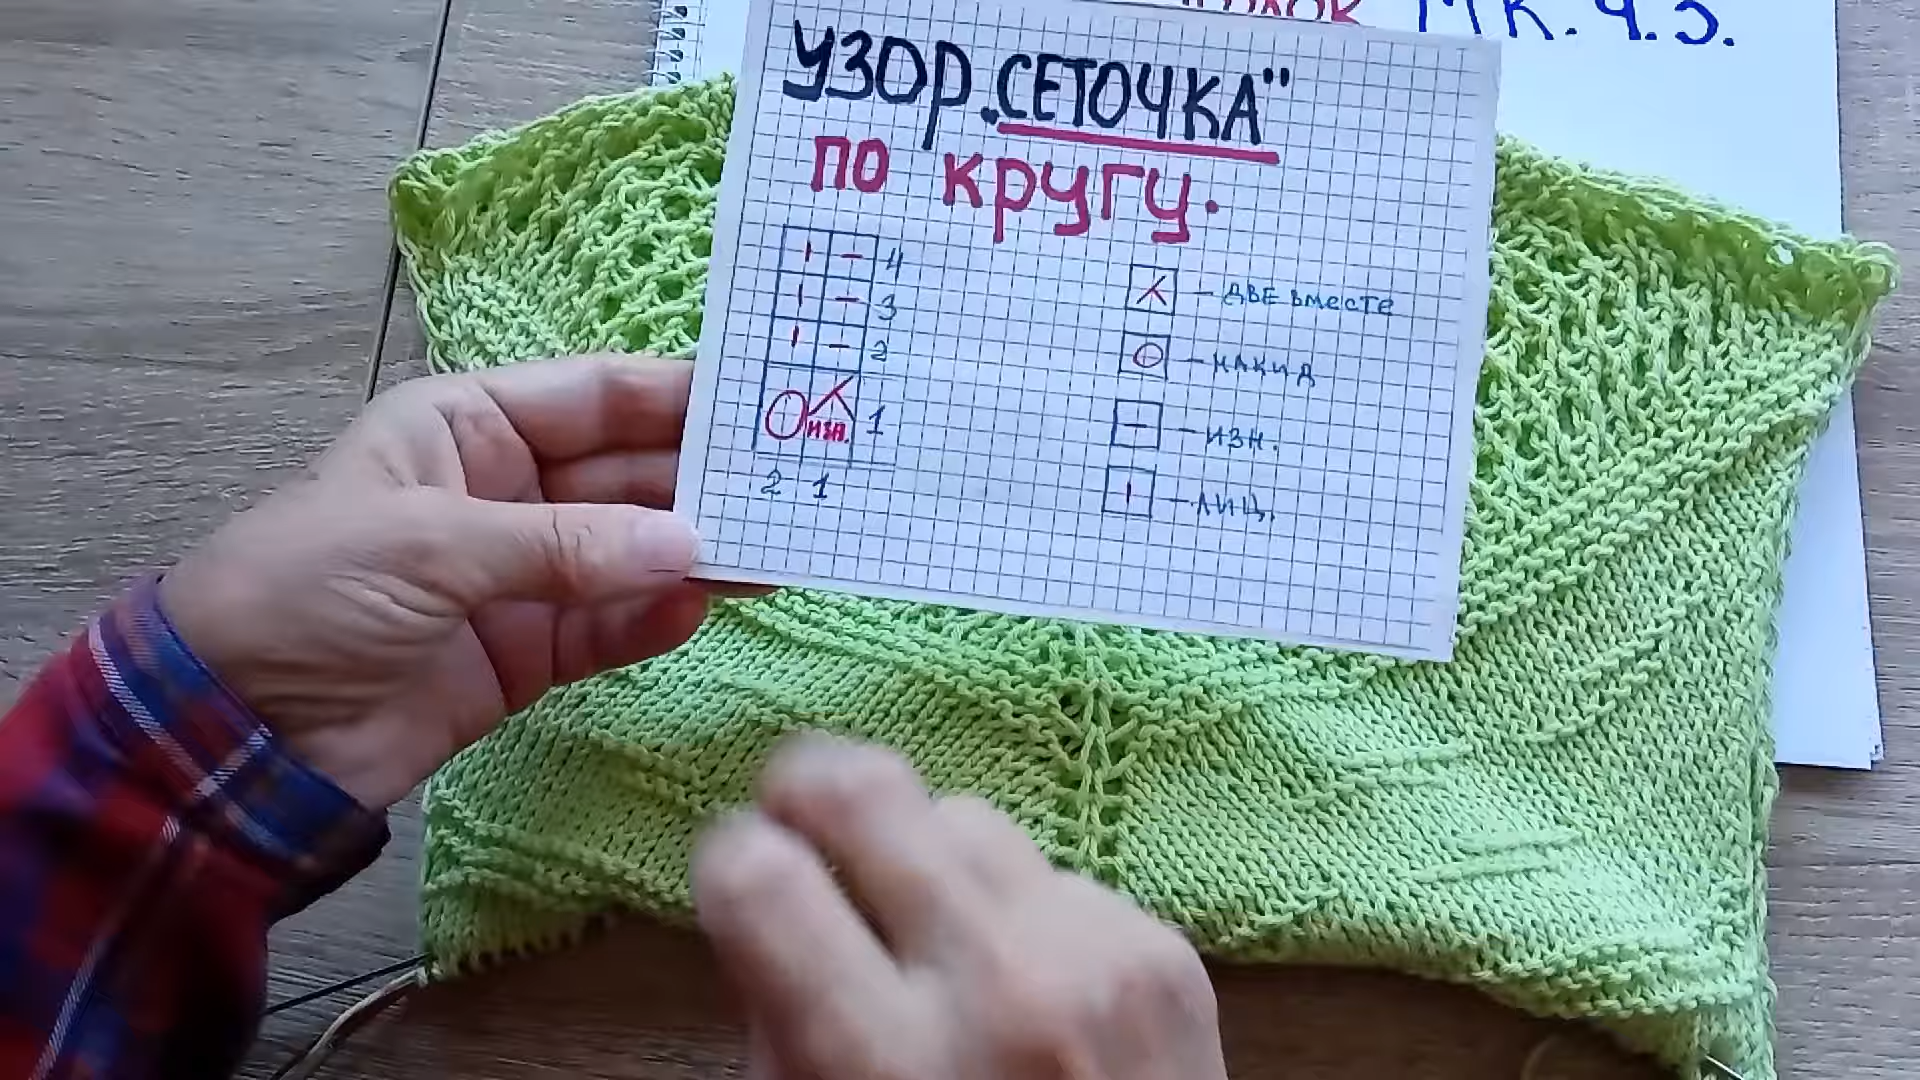 МК. Ч.3.
УЗОР „СЕТОЧКА"
ПО КРУГУ.
4
3
2
изн. 1
2 1
— ДВЕ вместе
— НАКИД
— ИЗН.
— ЛИЦ.